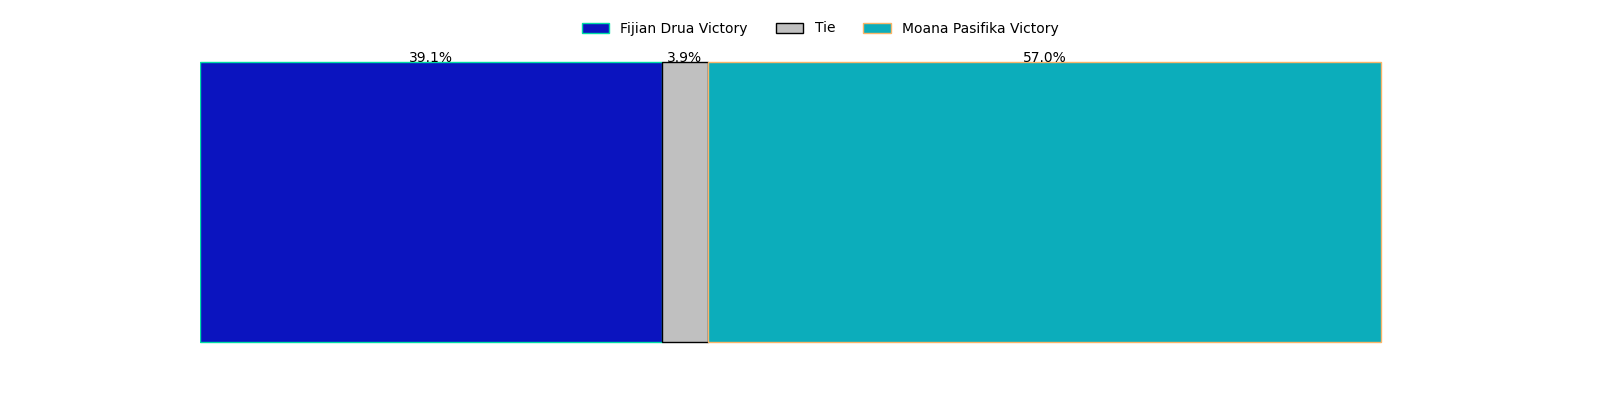 Fijian Drua Victory Tie Moana Pasifika Victory
39.1% 3.9% 57.0%